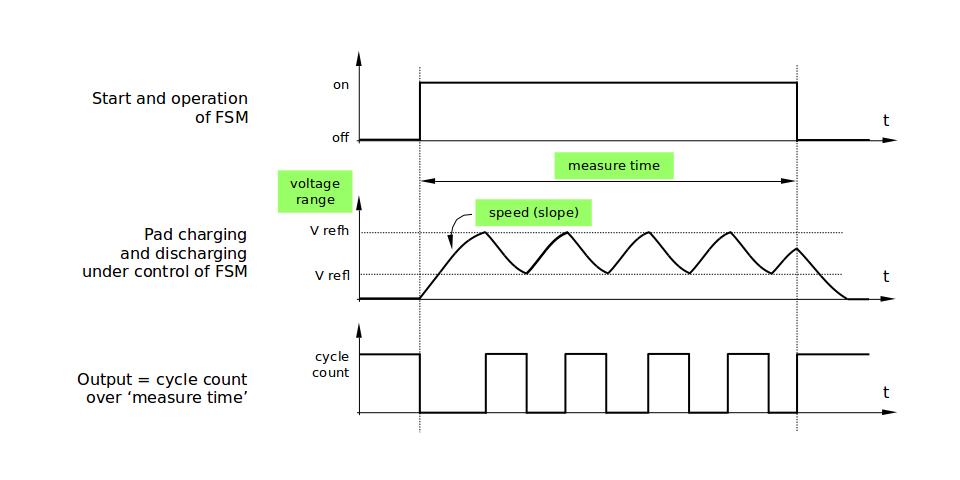 on
Start and operation
of FSM
t
off
measure time
voltage
range
speed (slope)
V refh
Pad charging
and discharging
under control of FSM
V refl
t
cycle
count
Output = cycle count
over ‘measure time’
t